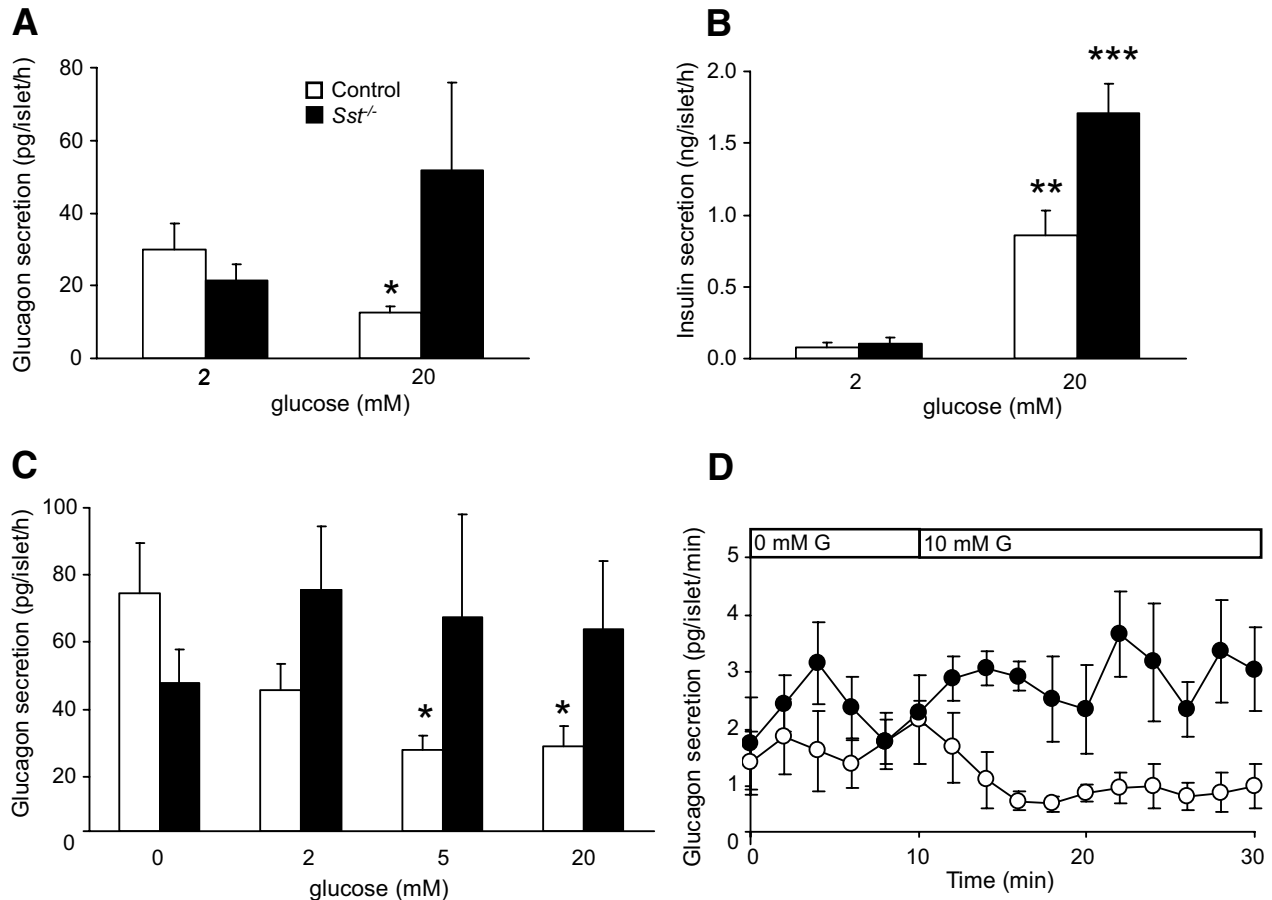 A
Glucagon secretion (pg/islet/h)
80
60
40
20
0
Control
Sst-/-
*
2
20
glucose (mM)
B
Insulin secretion (ng/islet/h)
2.0
1.5
1.0
0.5
0.0
**
***
2
20
glucose (mM)
C
Glucagon secretion (pg/islet/h)
100
80
60
40
20
0
*
*
0
2
5
20
glucose (mM)
D
Glucagon secretion (pg/islet/min)
5
4
3
2
1
0
0 mM G
10 mM G
0
10
20
30
Time (min)